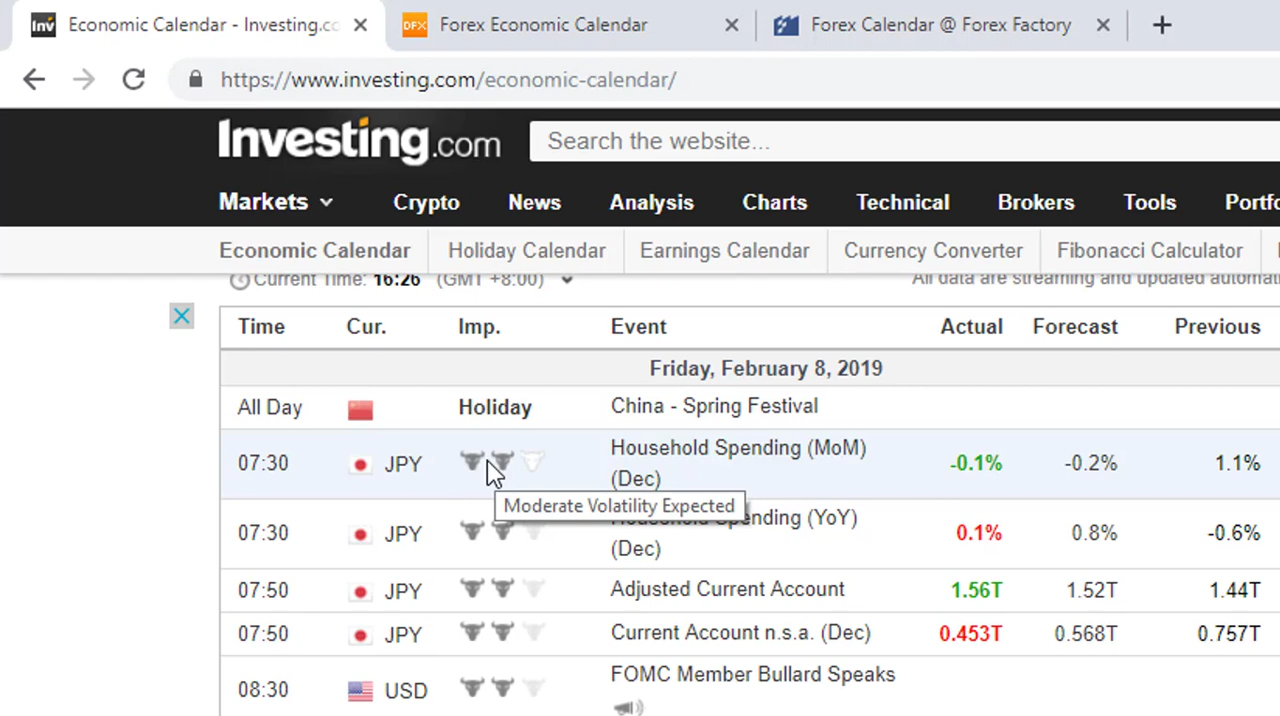 Inv Economic Calendar - Investing.co DFX Forex Economic Calendar Forex Calendar @ Forex Factory
https://www.investing.com/economic-calendar/
Investing.com Search the website...
Markets Crypto News Analysis Charts Technical Brokers Tools Portfo
Economic Calendar Holiday Calendar Earnings Calendar Currency Converter Fibonacci Calculator
Current Time: 16:26 (GMT +8:00) All data are streaming and updated automati
Time Cur. Imp. Event Actual Forecast Previous
Friday, February 8, 2019
All Day Holiday China - Spring Festival
07:30 JPY Household Spending (MoM) -0.1% -0.2% 1.1%
(Dec)
Moderate Volatility Expected
07:30 JPY Household Spending (YoY) 0.1% 0.8% -0.6%
(Dec)
07:50 JPY Adjusted Current Account 1.56T 1.52T 1.44T
07:50 JPY Current Account n.s.a. (Dec) 0.453T 0.568T 0.757T
08:30 USD FOMC Member Bullard Speaks